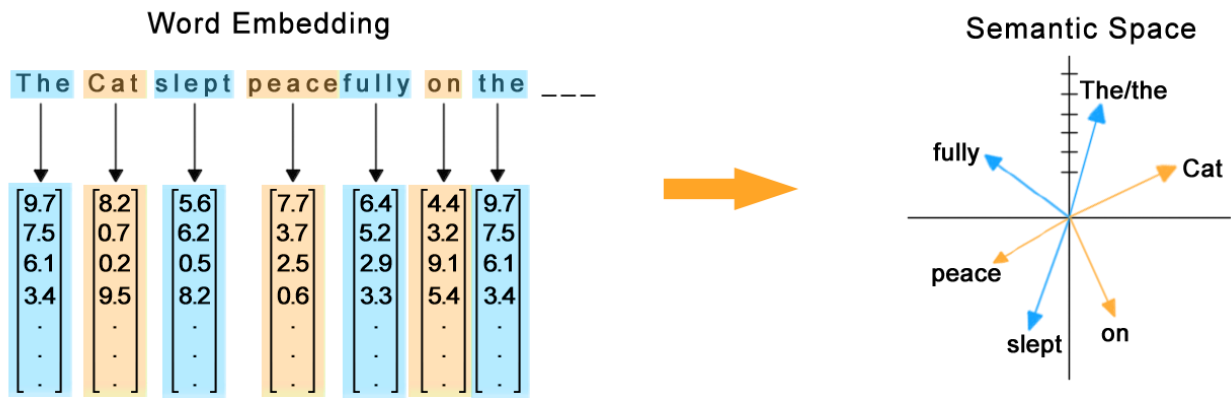 Word Embedding
The Cat slept peacefully on the ___
[9.7 7.5 6.1 3.4 . . .]
[8.2 0.7 0.2 9.5 . . .]
[5.6 6.2 0.5 8.2 . . .]
[7.7 3.7 2.5 0.6 . . .]
[6.4 5.2 2.9 3.3 . . .]
[4.4 3.2 9.1 5.4 . . .]
[9.7 7.5 6.1 3.4 . . .]
Semantic Space
The/the
fully
Cat
peace
slept
on